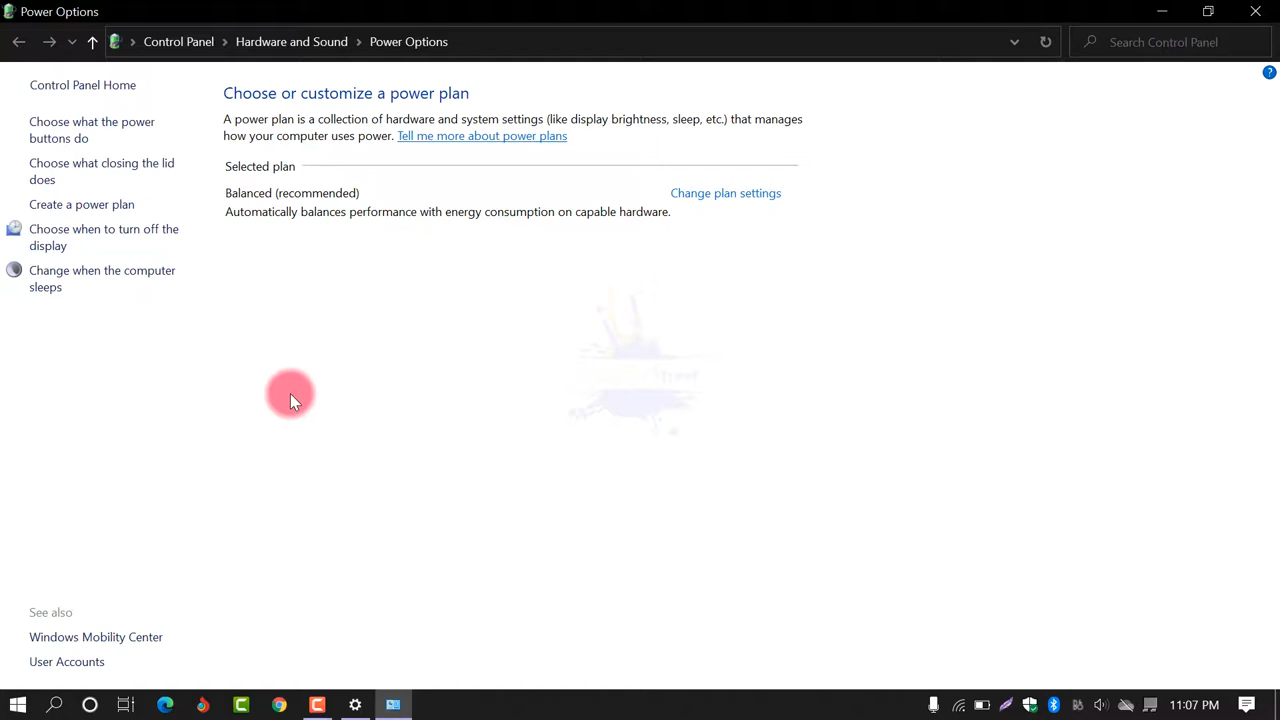 Power Options
Control Panel > Hardware and Sound > Power Options
Search Control Panel
Control Panel Home
Choose what the power
buttons do
Choose what closing the lid
does
Create a power plan
Choose when to turn off the
display
Change when the computer
sleeps
Choose or customize a power plan
A power plan is a collection of hardware and system settings (like display brightness, sleep, etc.) that manages
how your computer uses power. Tell me more about power plans
Selected plan
Balanced (recommended)
Change plan settings
Automatically balances performance with energy consumption on capable hardware.
See also
Windows Mobility Center
User Accounts
11:07 PM